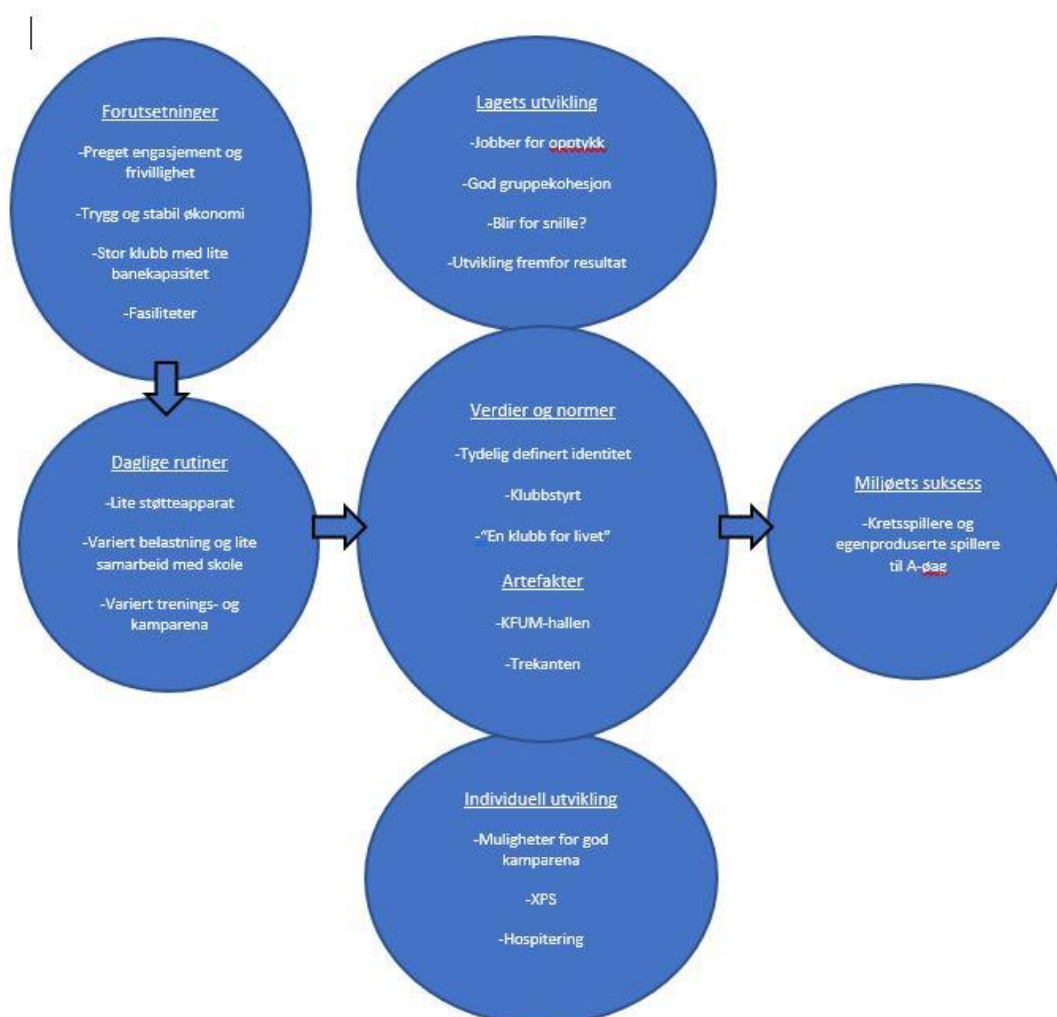 Forutsetninger
-Preget engasjement og
frivillighet
-Trygg og stabil økonomi
-Stor klubb med lite
banekapasitet
-Fasiliteter
Lagets utvikling
-Jobber for opptykk
-God gruppekohesjon
-Blir for snille?
-Utvikling fremfor resultat
Daglige rutiner
-Lite støtteapparat
-Variert belastning og lite
samarbeid med skole
-Variert trenings- og
kamparena
Verdier og normer
-Tydelig definert identitet
-Klubbstyrt
-“En klubb for livet”
Artefakter
-KFUM-hallen
-Trekanten
Miljøets suksess
-Kretsspillere og
egenproduserte spillere
til A-øag
Individuell utvikling
-Muligheter for god
kamparena
-XPS
-Hospitering